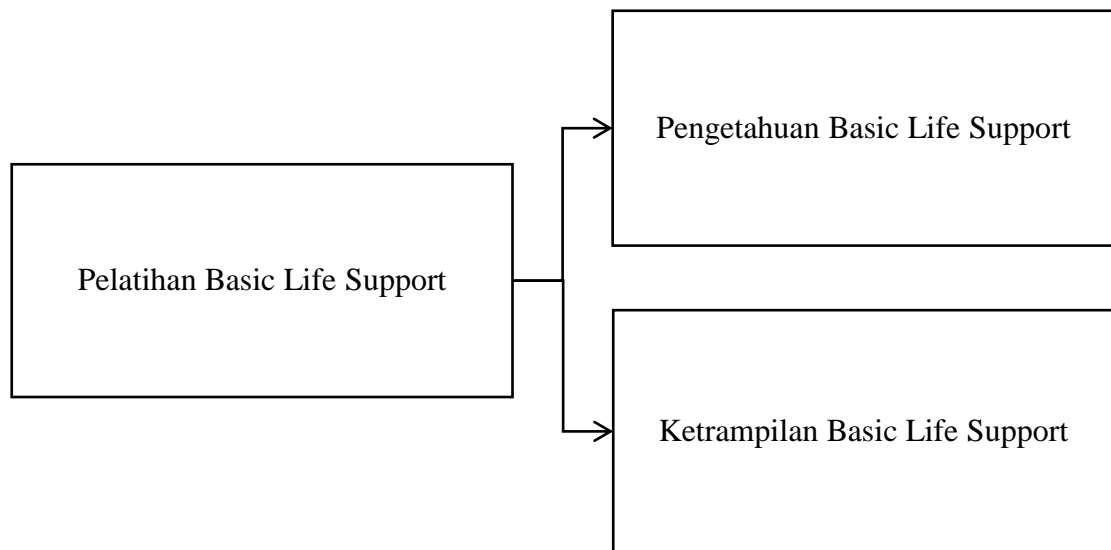 Pengetahuan Basic Life Support
Pelatihan Basic Life Support
Ketrampilan Basic Life Support